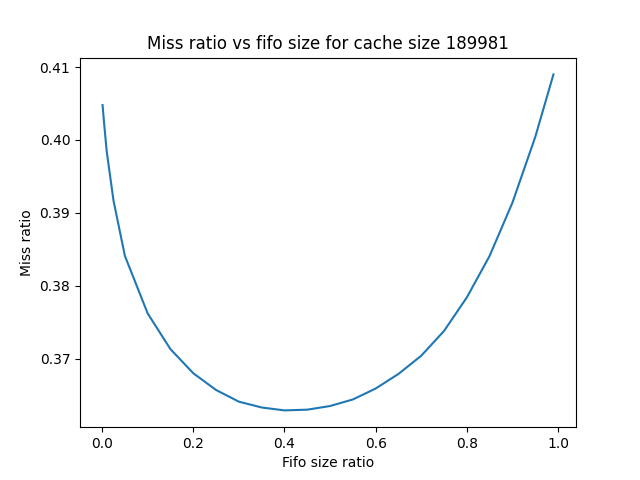 Miss ratio vs fifo size for cache size 189981
0.41
0.40
0.39
0.38
0.37
Miss ratio
0.0 0.2 0.4 0.6 0.8 1.0
Fifo size ratio